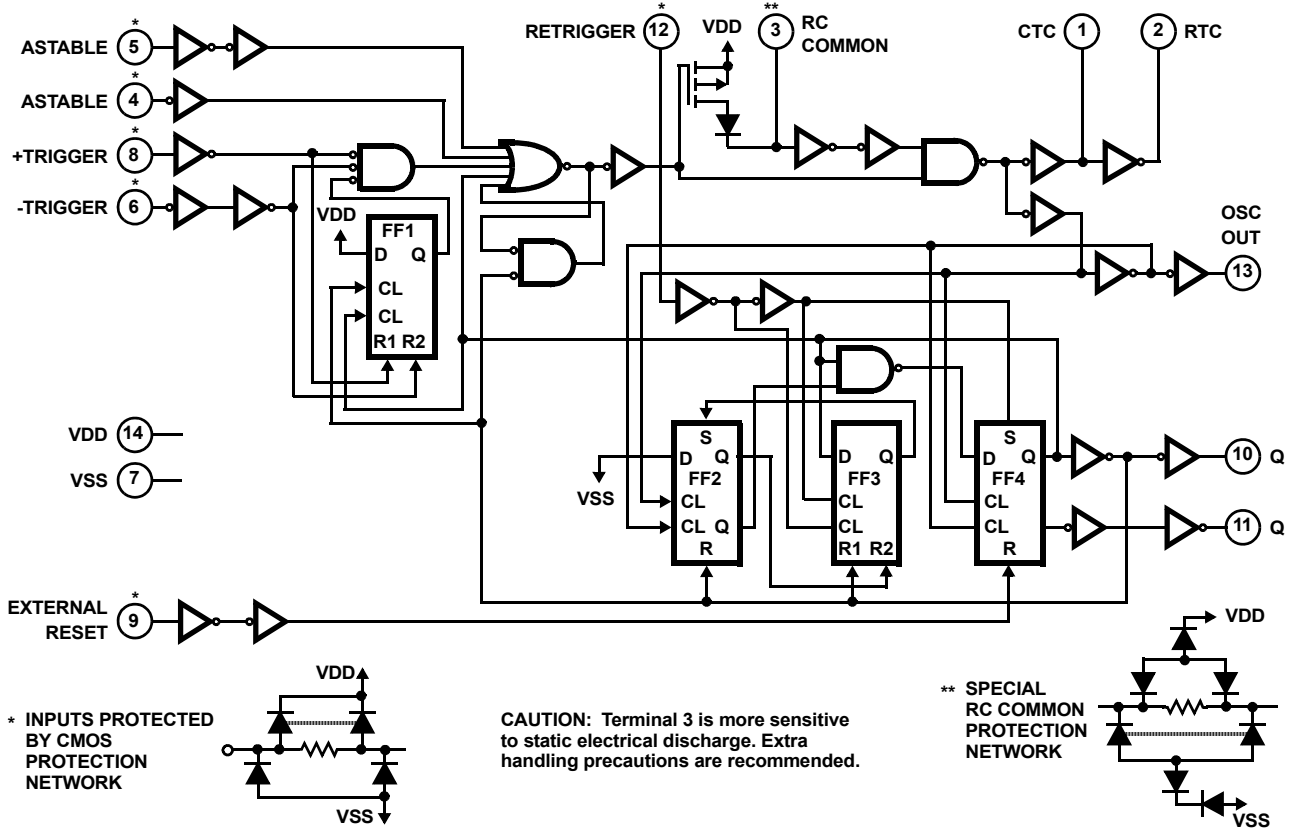 * ** VDD
ASTABLE 5 * RETRIGGER 12 3 RC COMMON CTC 1 2 RTC
ASTABLE 4 *
+TRIGGER 8 *
-TRIGGER 6 *
VDD
FF1
D Q
CL
CL
R1 R2
OSC OUT
13
VDD 14
VSS 7
S
D Q
FF2
CL
CL Q
R
VSS
D Q
FF3
CL
CL
R1 R2
S
D Q
FF4
CL
CL
R
10 Q
11 Q
*
EXTERNAL RESET 9
* INPUTS PROTECTED
BY CMOS
PROTECTION
NETWORK
VDD
VSS
CAUTION: Terminal 3 is more sensitive
to static electrical discharge. Extra
handling precautions are recommended.
** SPECIAL
RC COMMON
PROTECTION
NETWORK
VDD
VSS